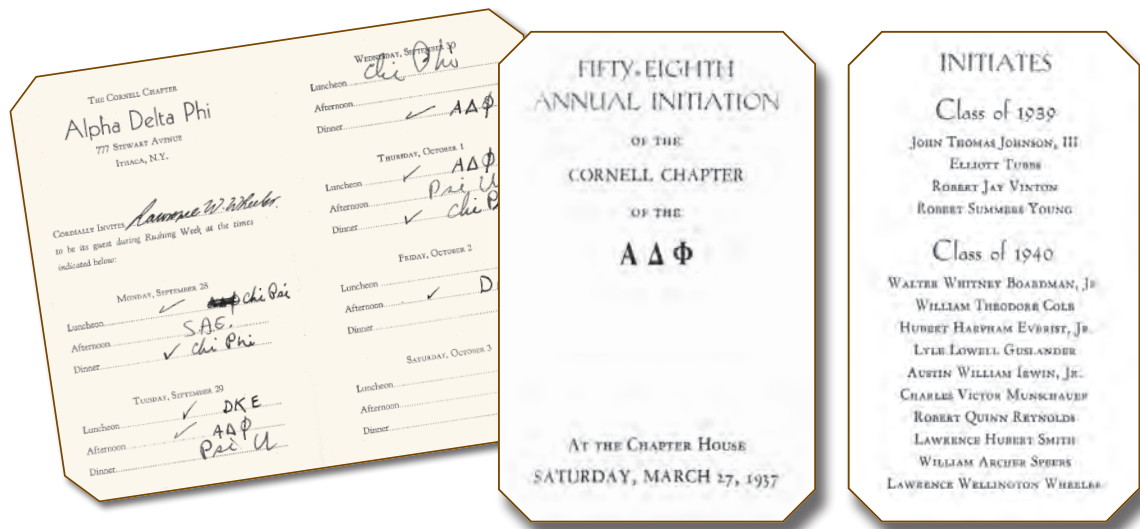 THE CORNELL CHAPTER
Alpha Delta Phi
777 STEWART AVENUE
ITHACA, N.Y.
CORDIALLY INVITES Lawrence W. Wheeler
to be its guest during Rushing Week at the times
indicated below:
MONDAY, SEPTEMBER 28
Luncheon ✓ Chi Psi
Afternoon S.A.E.
Dinner ✓ Chi Phi
TUESDAY, SEPTEMBER 29
Luncheon ✓ DKE
Afternoon ✓ ΑΔΦ
Dinner Psi U
WEDNESDAY, SEPTEMBER 30
Luncheon Chi Phi
Afternoon
Dinner ✓ ΑΔΦ
THURSDAY, OCTOBER 1
Luncheon ✓ ΑΔΦ
Afternoon Psi U
Dinner ✓ Chi
FRIDAY, OCTOBER 2
Luncheon
Afternoon ✓ D
Dinner
SATURDAY, OCTOBER 3
Luncheon
Afternoon
Dinner
FIFTY-EIGHTH
ANNUAL INITIATION
OF THE
CORNELL CHAPTER
OF THE
Α Δ Φ
AT THE CHAPTER HOUSE
SATURDAY, MARCH 27, 1937
INITIATES
Class of 1939
JOHN THOMAS JOHNSON, III
ELLIOTT TUBBS
ROBERT JAY VINTON
ROBERT SUMMERS YOUNG
Class of 1940
WALTER WHITNEY BOARDMAN, JR
WILLIAM THEODORE COLE
HUBERT HARPHAM EVERIST, JR.
LYLE LOWELL GUSLANDER
AUSTIN WILLIAM IRWIN, JR.
CHARLES VICTOR MUNSCHAUER
ROBERT QUINN REYNOLDS
LAWRENCE HUBERT SMITH
WILLIAM ARCHER SPEERS
LAWRENCE WELLINGTON WHEELER